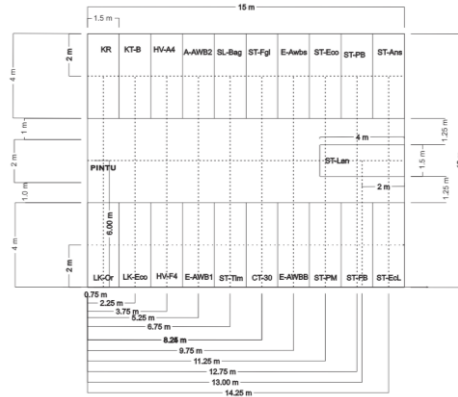 15 m
1.5 m
KR KT-B HV-A4 A-AWB2 SL-Bag ST-Fgl E-Awbs ST-Eco ST-PB ST-Ans
2 m
4 m
1 m
2 m
1.0 m
4 m
2 m
PINTU
6.00 m
4 m
ST-Lan
2 m
1.25 m
1.5 m
1.25 m
LK-Or LK-Eco HV-F4 E-AWB1 ST-Tim CT-30 E-AWBB ST-PM ST-FB ST-EcL
0.75 m
2.25 m
3.75 m
5.25 m
6.75 m
8.25 m
9.75 m
11.25 m
12.75 m
13.00 m
14.25 m